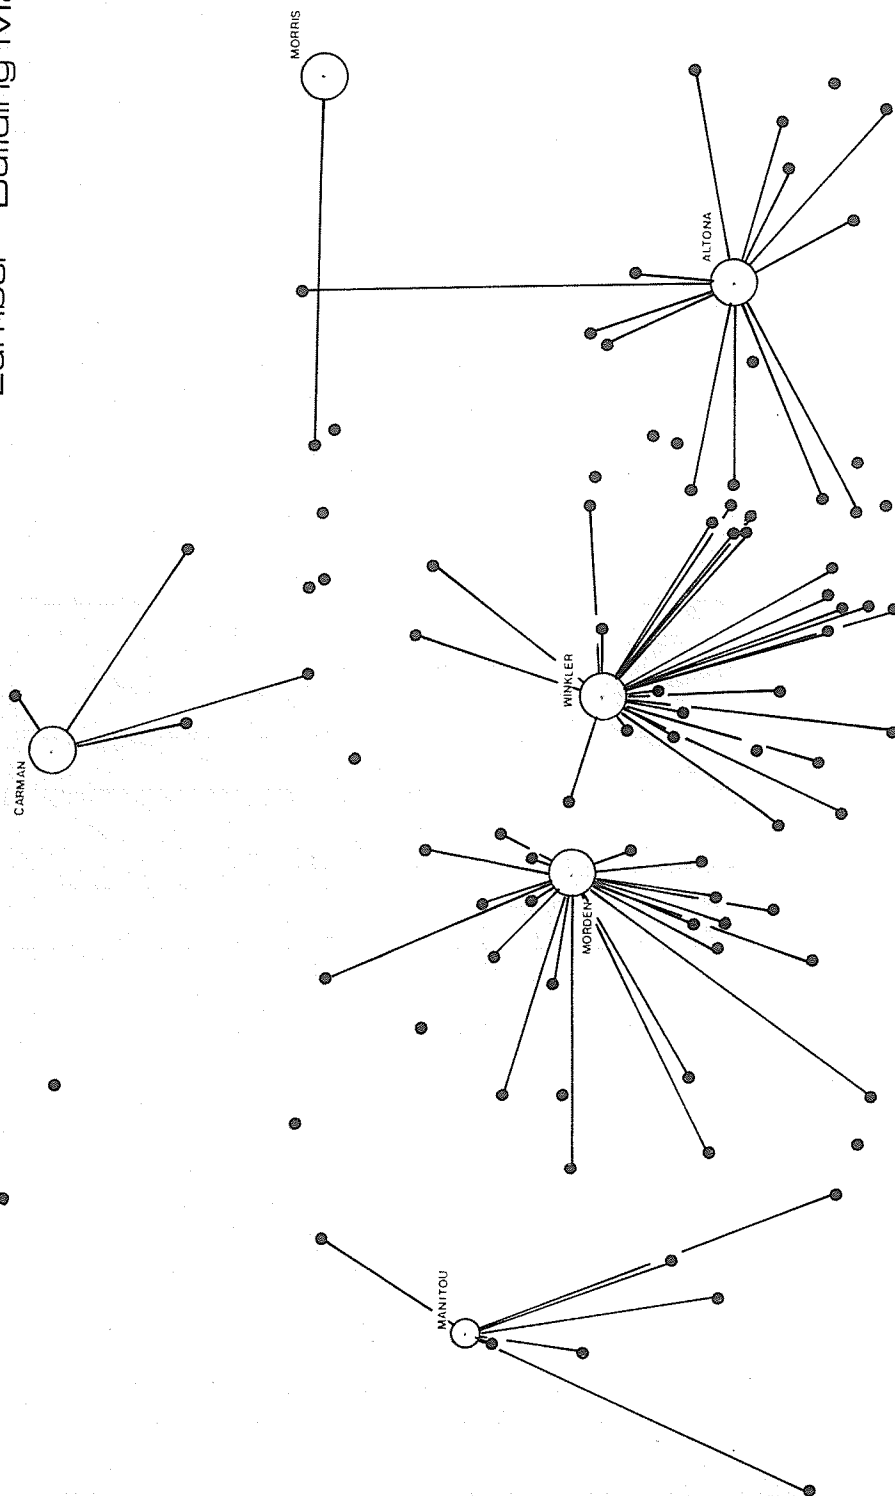 Lumber
Building
MORRIS
ALTONA
CARMAN
WINKLER
MORDEN
MANITOU